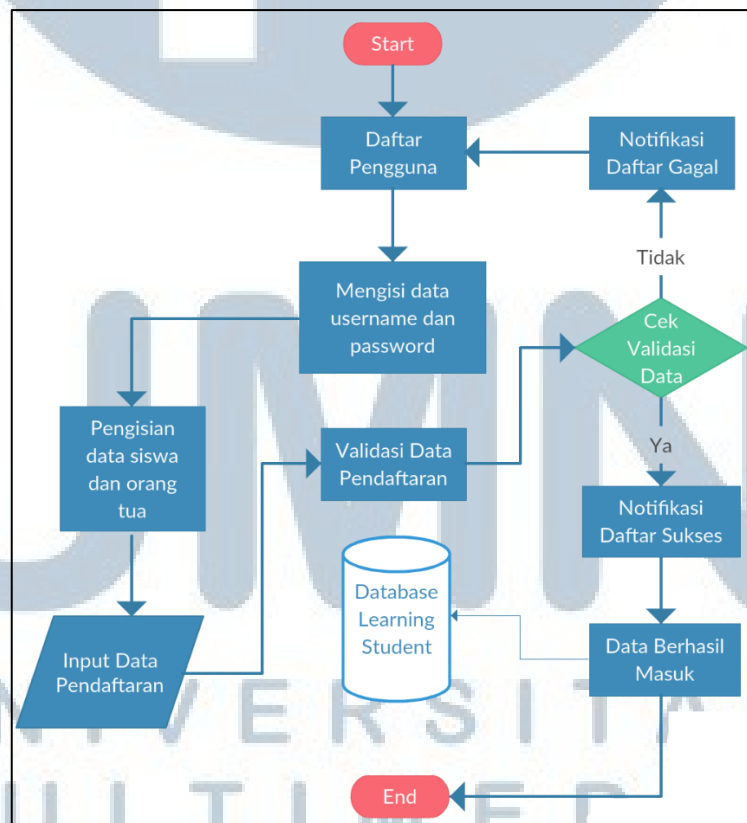 Start
Daftar
Pengguna
Notifikasi
Daftar Gagal
Tidak
Mengisi data
username dan
password
Cek
Validasi
Data
Pengisian
data siswa
dan orang
tua
Validasi Data
Pendaftaran
Ya
Notifikasi
Daftar Sukses
Database
Learning
Student
Input Data
Pendaftaran
Data Berhasil
Masuk
End
UMN